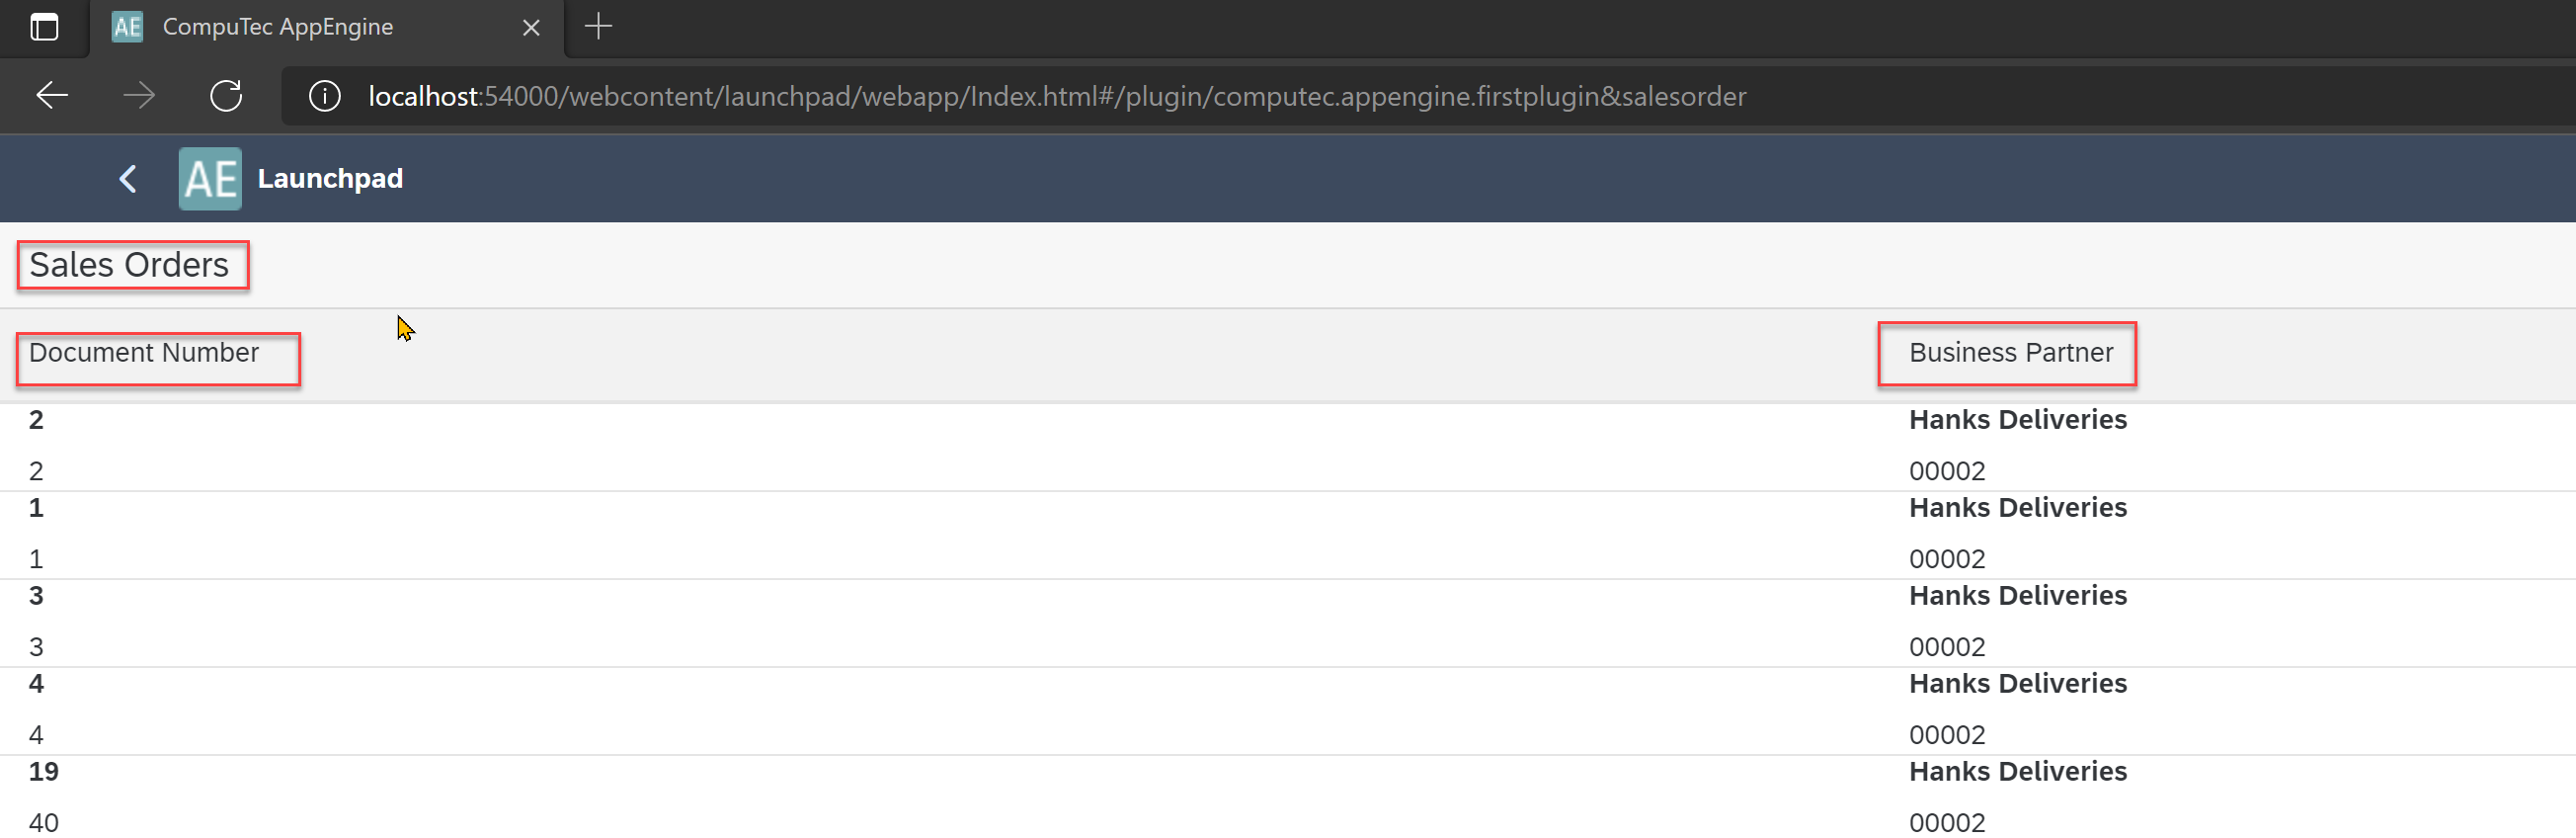 AE CompuTec AppEngine
localhost:54000/webcontent/launchpad/webapp/Index.html#/plugin/computec.appengine.firstplugin&salesorder
AE Launchpad
Sales Orders
Document Number Business Partner
2 Hanks Deliveries
2 00002
1 Hanks Deliveries
1 00002
3 Hanks Deliveries
3 00002
4 Hanks Deliveries
4 00002
19 Hanks Deliveries
40 00002